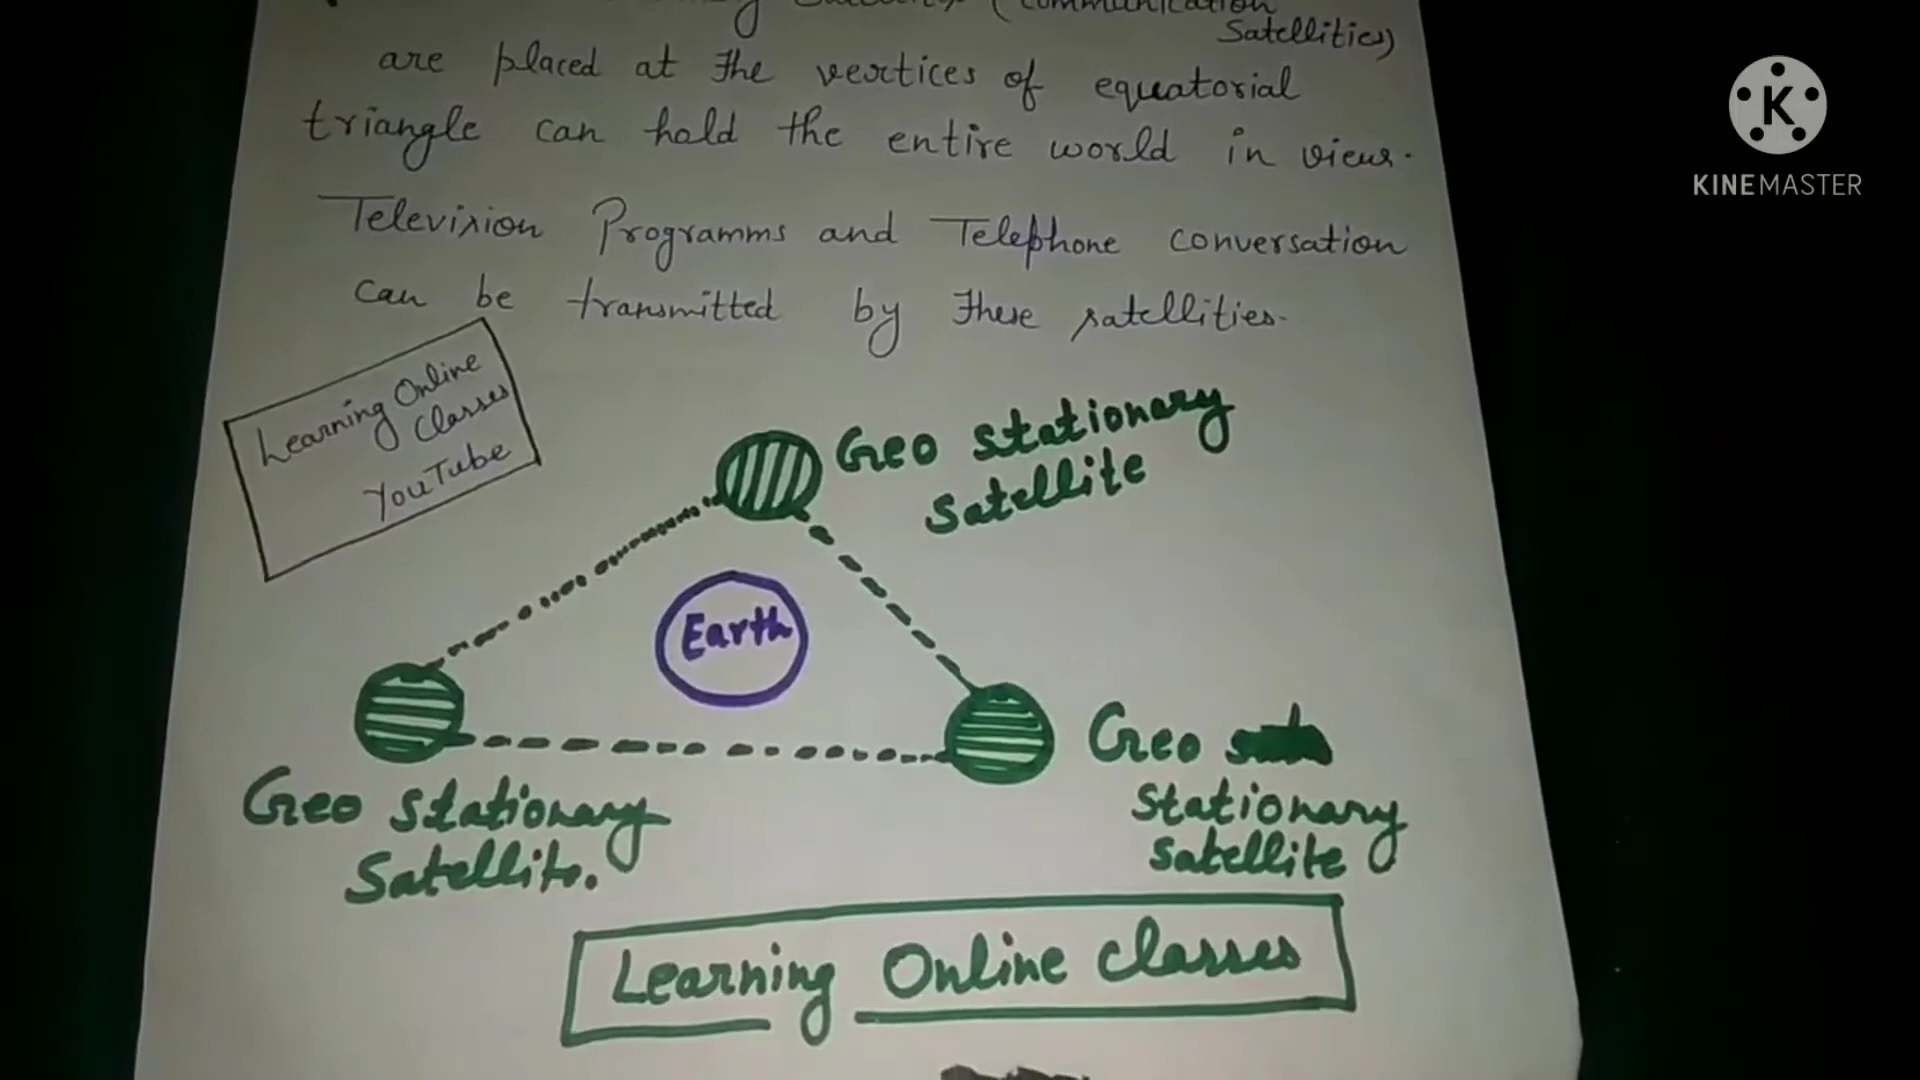 (Communication
Satellities)
are placed at the vertices of equatorial
triangle can hold the entire world in view.
Television Programms and Telephone conversation
can be transmitted by these satellities.
Learning Online
Classes
YouTube
Geo Stationary
Satellite
Earth
Geo Stationary
Satellite.
Geo
Stationary
Satellite
Learning Online Classes
K
KINEMASTER